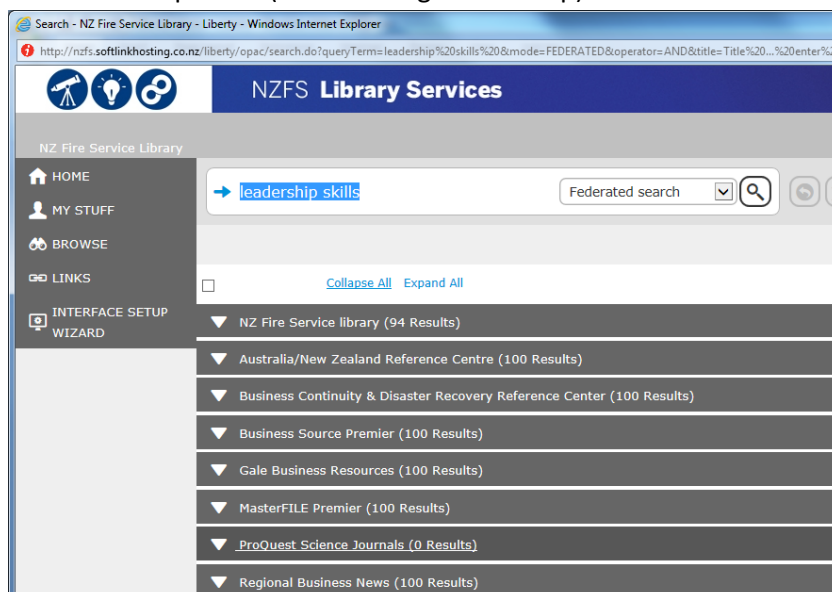 Search - NZ Fire Service Library - Liberty - Windows Internet Explorer
http://nzfs.softlinkhosting.co.nz/liberty/opac/search.do?queryTerm=leadership%20skills%20&mode=FEDERATED&operator=AND&title=Title%20...%20enter%2
NZFS Library Services
NZ Fire Service Library
HOME
leadership skills Federated search
MY STUFF
BROWSE
LINKS
Collapse All Expand All
INTERFACE SETUP
WIZARD
NZ Fire Service library (94 Results)
Australia/New Zealand Reference Centre (100 Results)
Business Continuity & Disaster Recovery Reference Center (100 Results)
Business Source Premier (100 Results)
Gale Business Resources (100 Results)
MasterFILE Premier (100 Results)
ProQuest Science Journals (0 Results)
Regional Business News (100 Results)